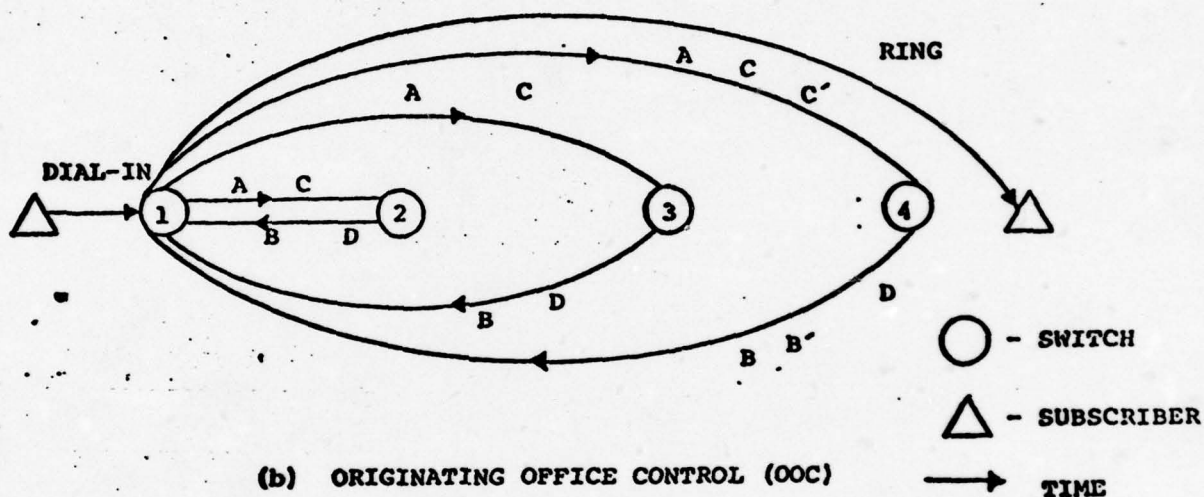 RING
A C C′
A C
DIAL-IN
A C
1 2 3 4
B D
B D
D
B B′
- SWITCH
- SUBSCRIBER
(b) ORIGINATING OFFICE CONTROL (OOC)
TIME